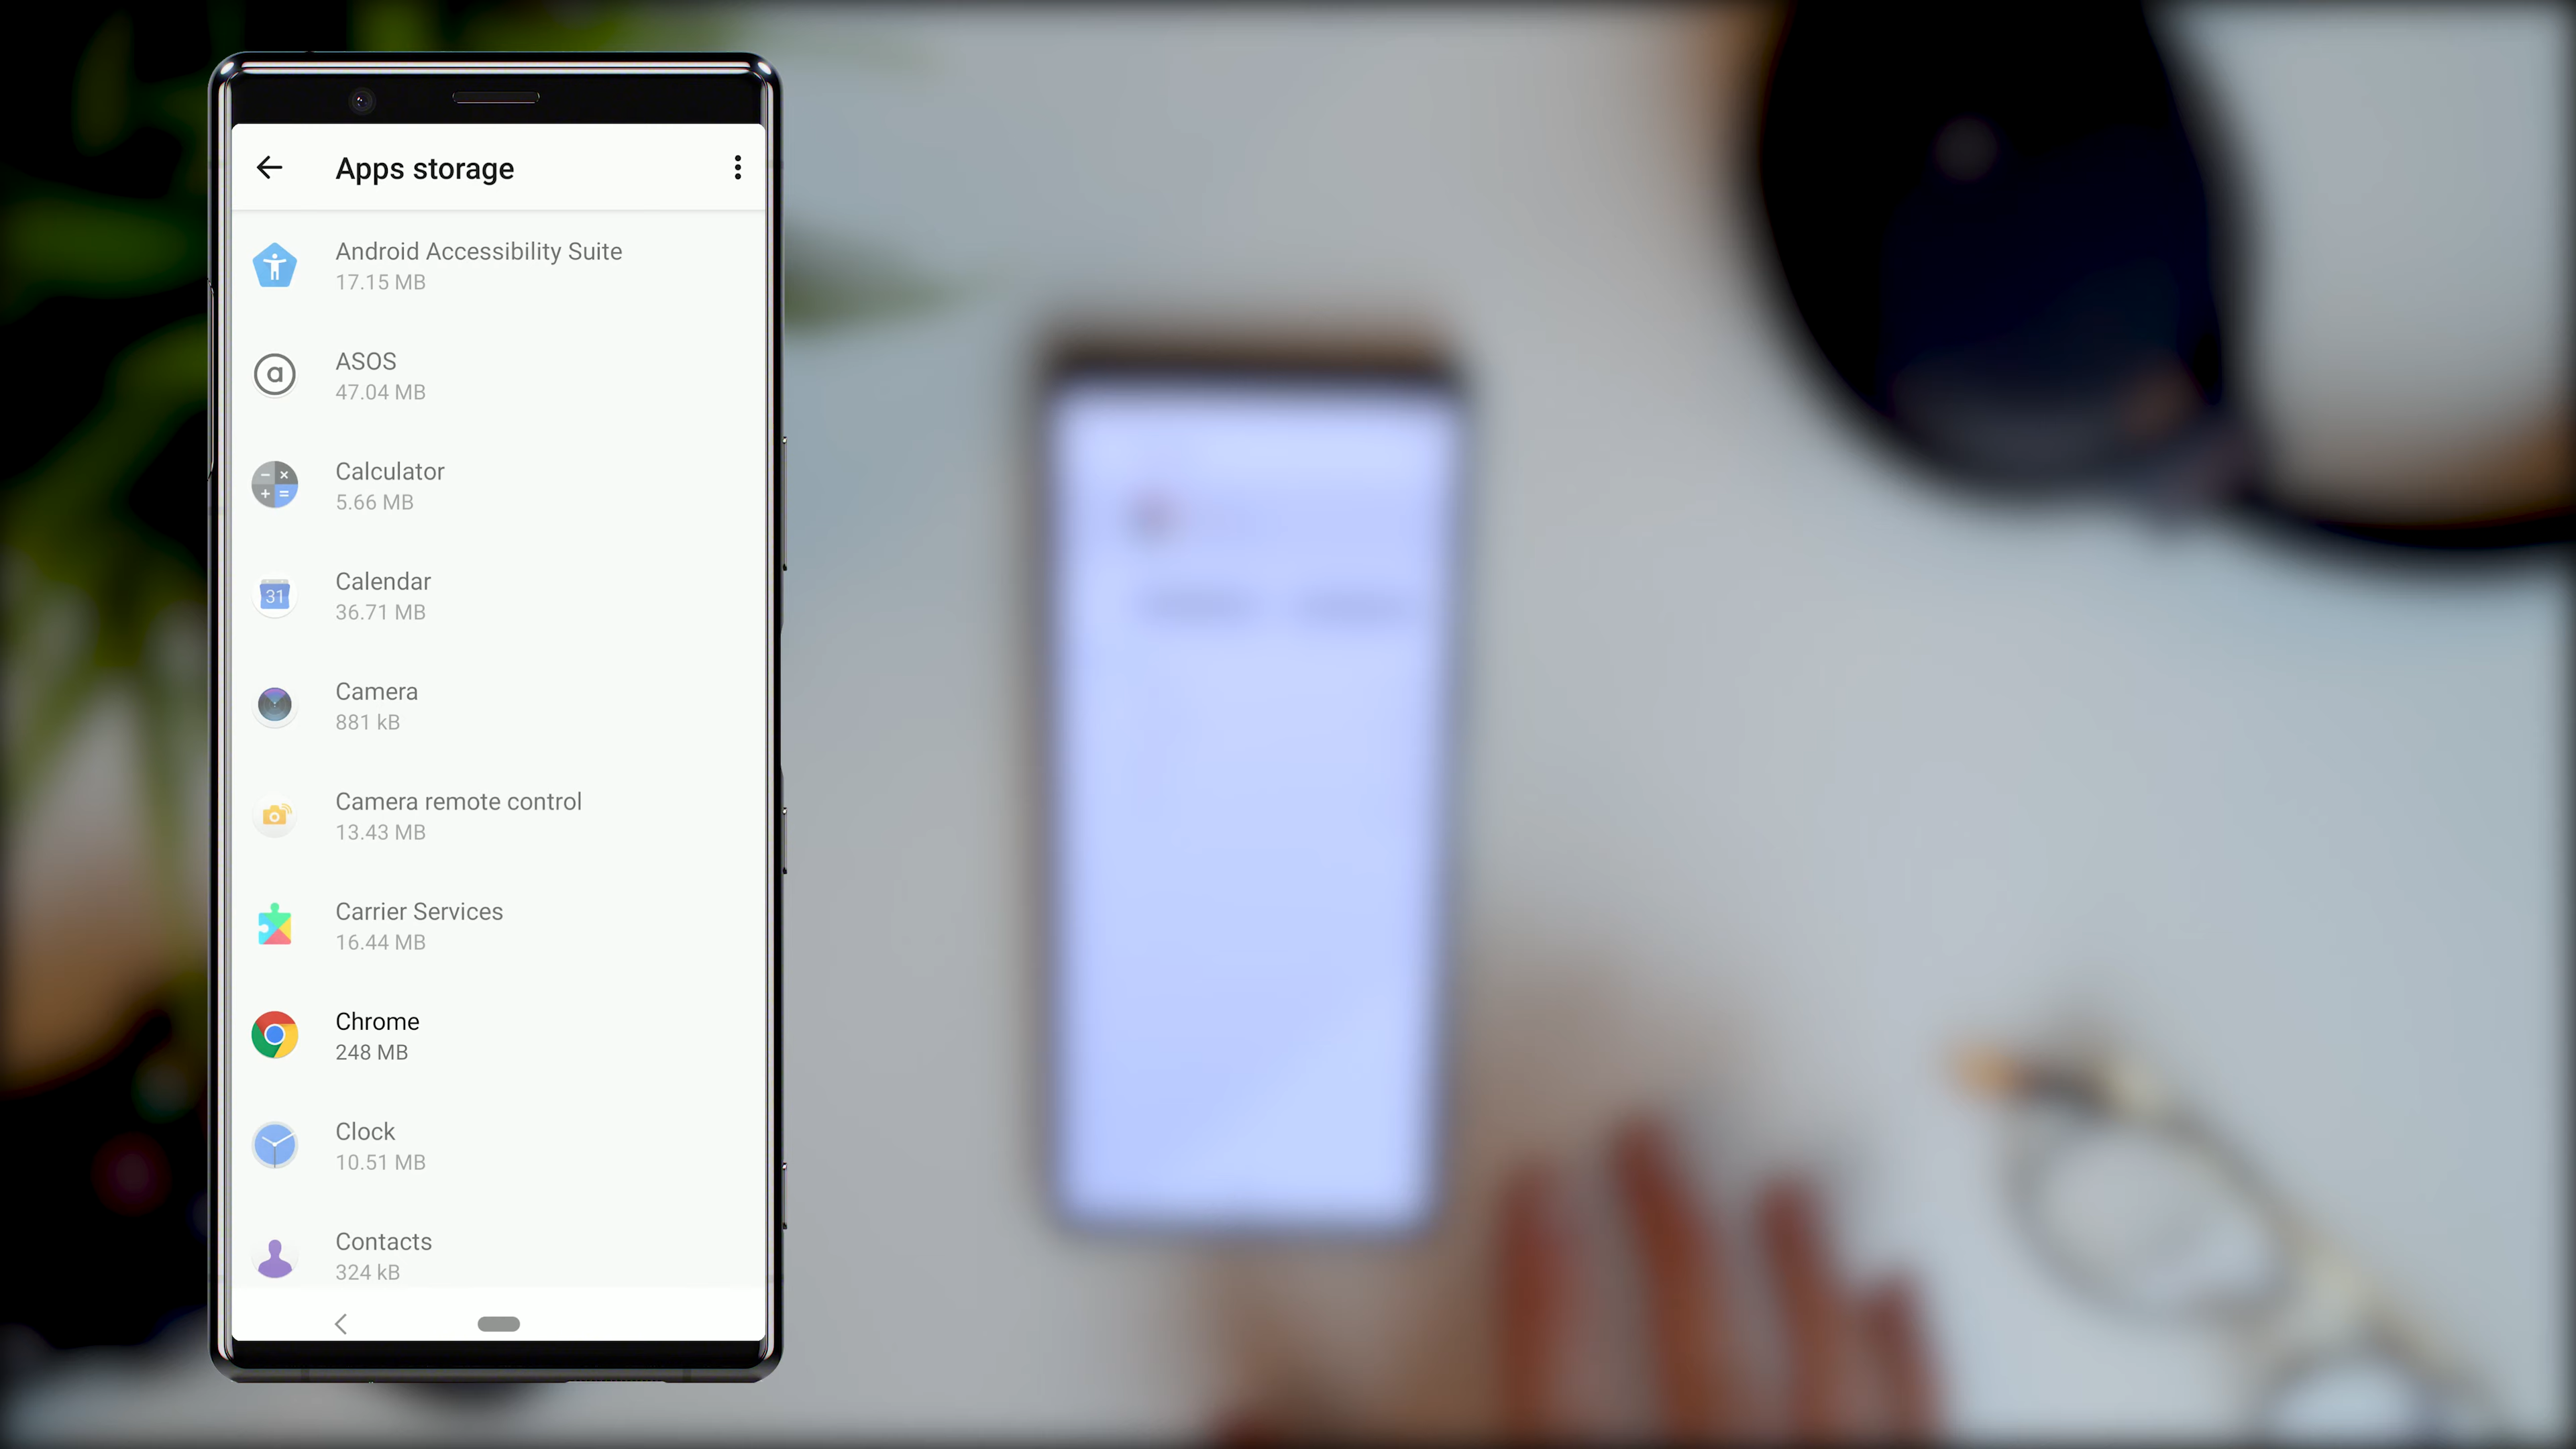 Apps storage
Android Accessibility Suite
17.15 MB
ASOS
47.04 MB
Calculator
5.66 MB
31
Calendar
36.71 MB
Camera
881 kB
Camera remote control
13.43 MB
Carrier Services
16.44 MB
Chrome
248 MB
Clock
10.51 MB
Contacts
324 kB